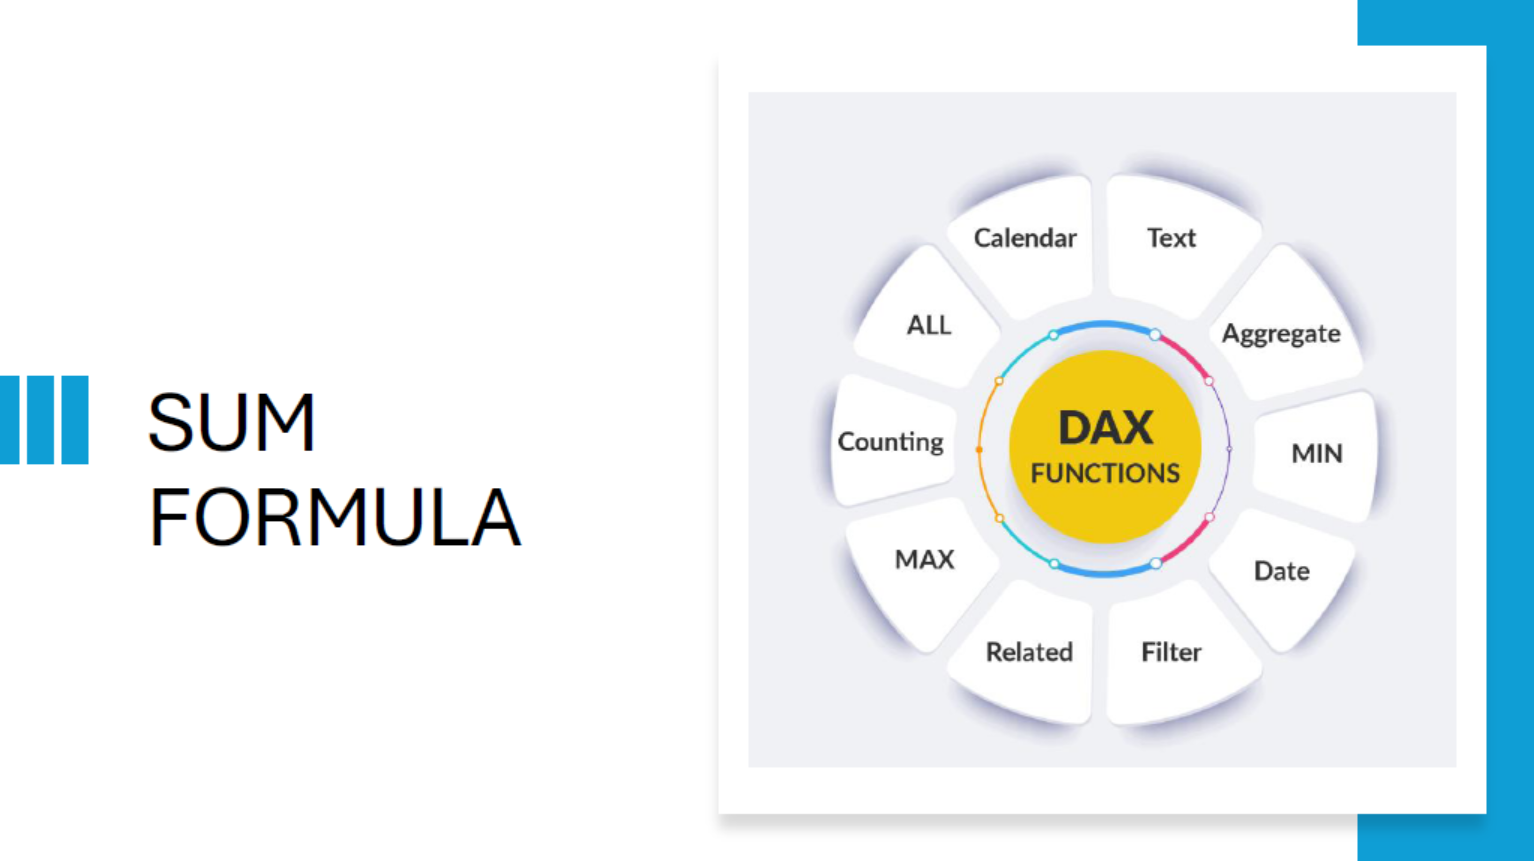 SUM
FORMULA
DAX
FUNCTIONS
Calendar
Text
Aggregate
MIN
Date
Filter
Related
MAX
Counting
ALL